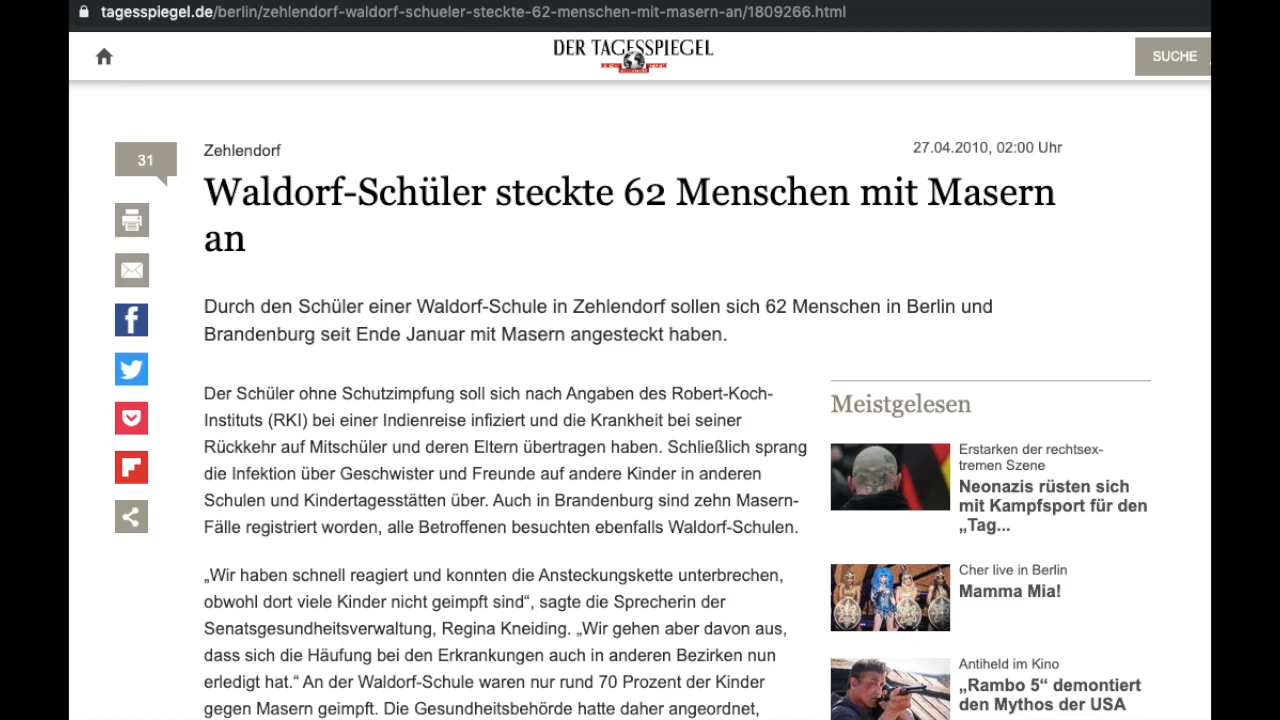 tagesspiegel.de/berlin/zehlendorf-waldorf-schueler-steckte-62-menschen-mit-masern-an/1809266.html
DER TAGESSPIEGEL
SUCHE
31
Zehlendorf
27.04.2010, 02:00 Uhr
Waldorf-Schüler steckte 62 Menschen mit Masern
an
Durch den Schüler einer Waldorf-Schule in Zehlendorf sollen sich 62 Menschen in Berlin und
Brandenburg seit Ende Januar mit Masern angesteckt haben.
Der Schüler ohne Schutzimpfung soll sich nach Angaben des Robert-Koch-
Instituts (RKI) bei einer Indienreise infiziert und die Krankheit bei seiner
Rückkehr auf Mitschüler und deren Eltern übertragen haben. Schließlich sprang
die Infektion über Geschwister und Freunde auf andere Kinder in anderen
Schulen und Kindertagesstätten über. Auch in Brandenburg sind zehn Masern-
Fälle registriert worden, alle Betroffenen besuchten ebenfalls Waldorf-Schulen.
„Wir haben schnell reagiert und konnten die Ansteckungskette unterbrechen,
obwohl dort viele Kinder nicht geimpft sind“, sagte die Sprecherin der
Senatsgesundheitsverwaltung, Regina Kneiding. „Wir gehen aber davon aus,
dass sich die Häufung bei den Erkrankungen auch in anderen Bezirken nun
erledigt hat.“ An der Waldorf-Schule waren nur rund 70 Prozent der Kinder
gegen Masern geimpft. Die Gesundheitsbehörde hatte daher angeordnet,
Meistgelesen
Erstarken der rechtsex-
tremen Szene
Neonazis rüsten sich
mit Kampfsport für den
„Tag...
Cher live in Berlin
Mamma Mia!
Antiheld im Kino
„Rambo 5“ demontiert
den Mythos der USA